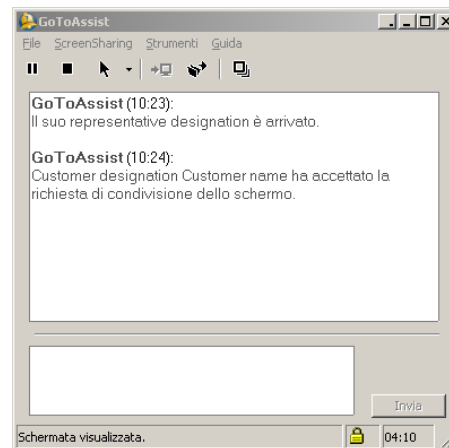 GoToAssist
File ScreenSharing Strumenti Guida
GoToAssist (10:23):
Il suo representative designation è arrivato.
GoToAssist (10:24):
Customer designation Customer name ha accettato la
richiesta di condivisione dello schermo.
Invia
Schermata visualizzata.
04:10